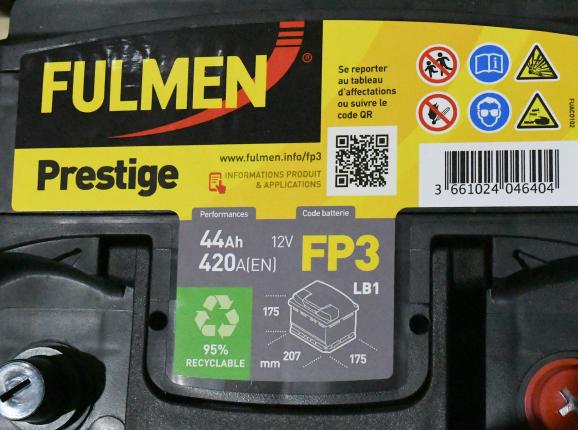 FULMEN
®
Se reporter
au tableau
d'affectations
ou suivre le
code QR
FUAC0102
Prestige
www.fulmen.info/fp3
INFORMATIONS PRODUIT
& APPLICATIONS
3 661024 046404
Performances
Code batterie
44Ah 12V
420A(EN)
FP3
LB1
95%
RECYCLABLE
175
mm 207 175